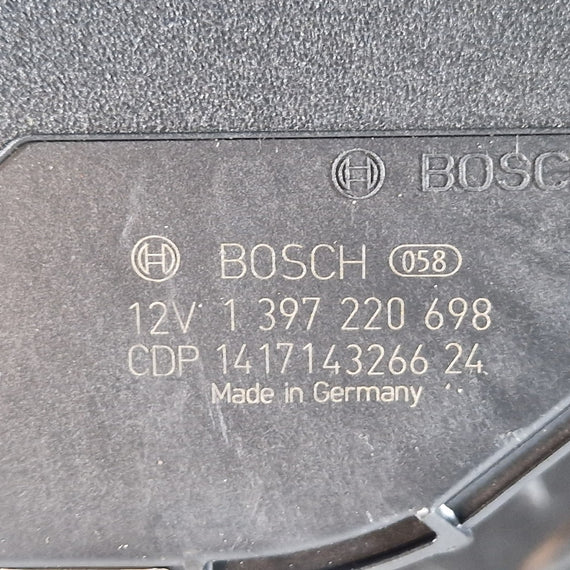 BOSC
BOSCH 058
12V 1 397 220 698
CDP 1417143266 24
Made in Germany